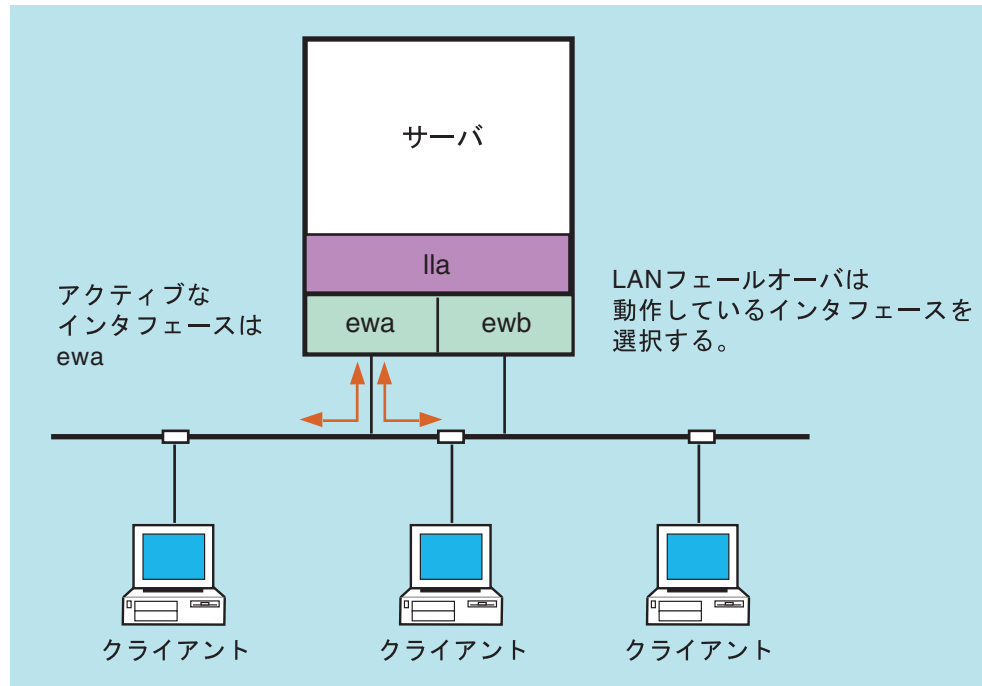 サーバ
lla
アクティブな
インタフェースは
ewa
ewa
ewb
LANフェールオーバは
動作しているインタフェースを
選択する。
クライアント
クライアント
クライアント